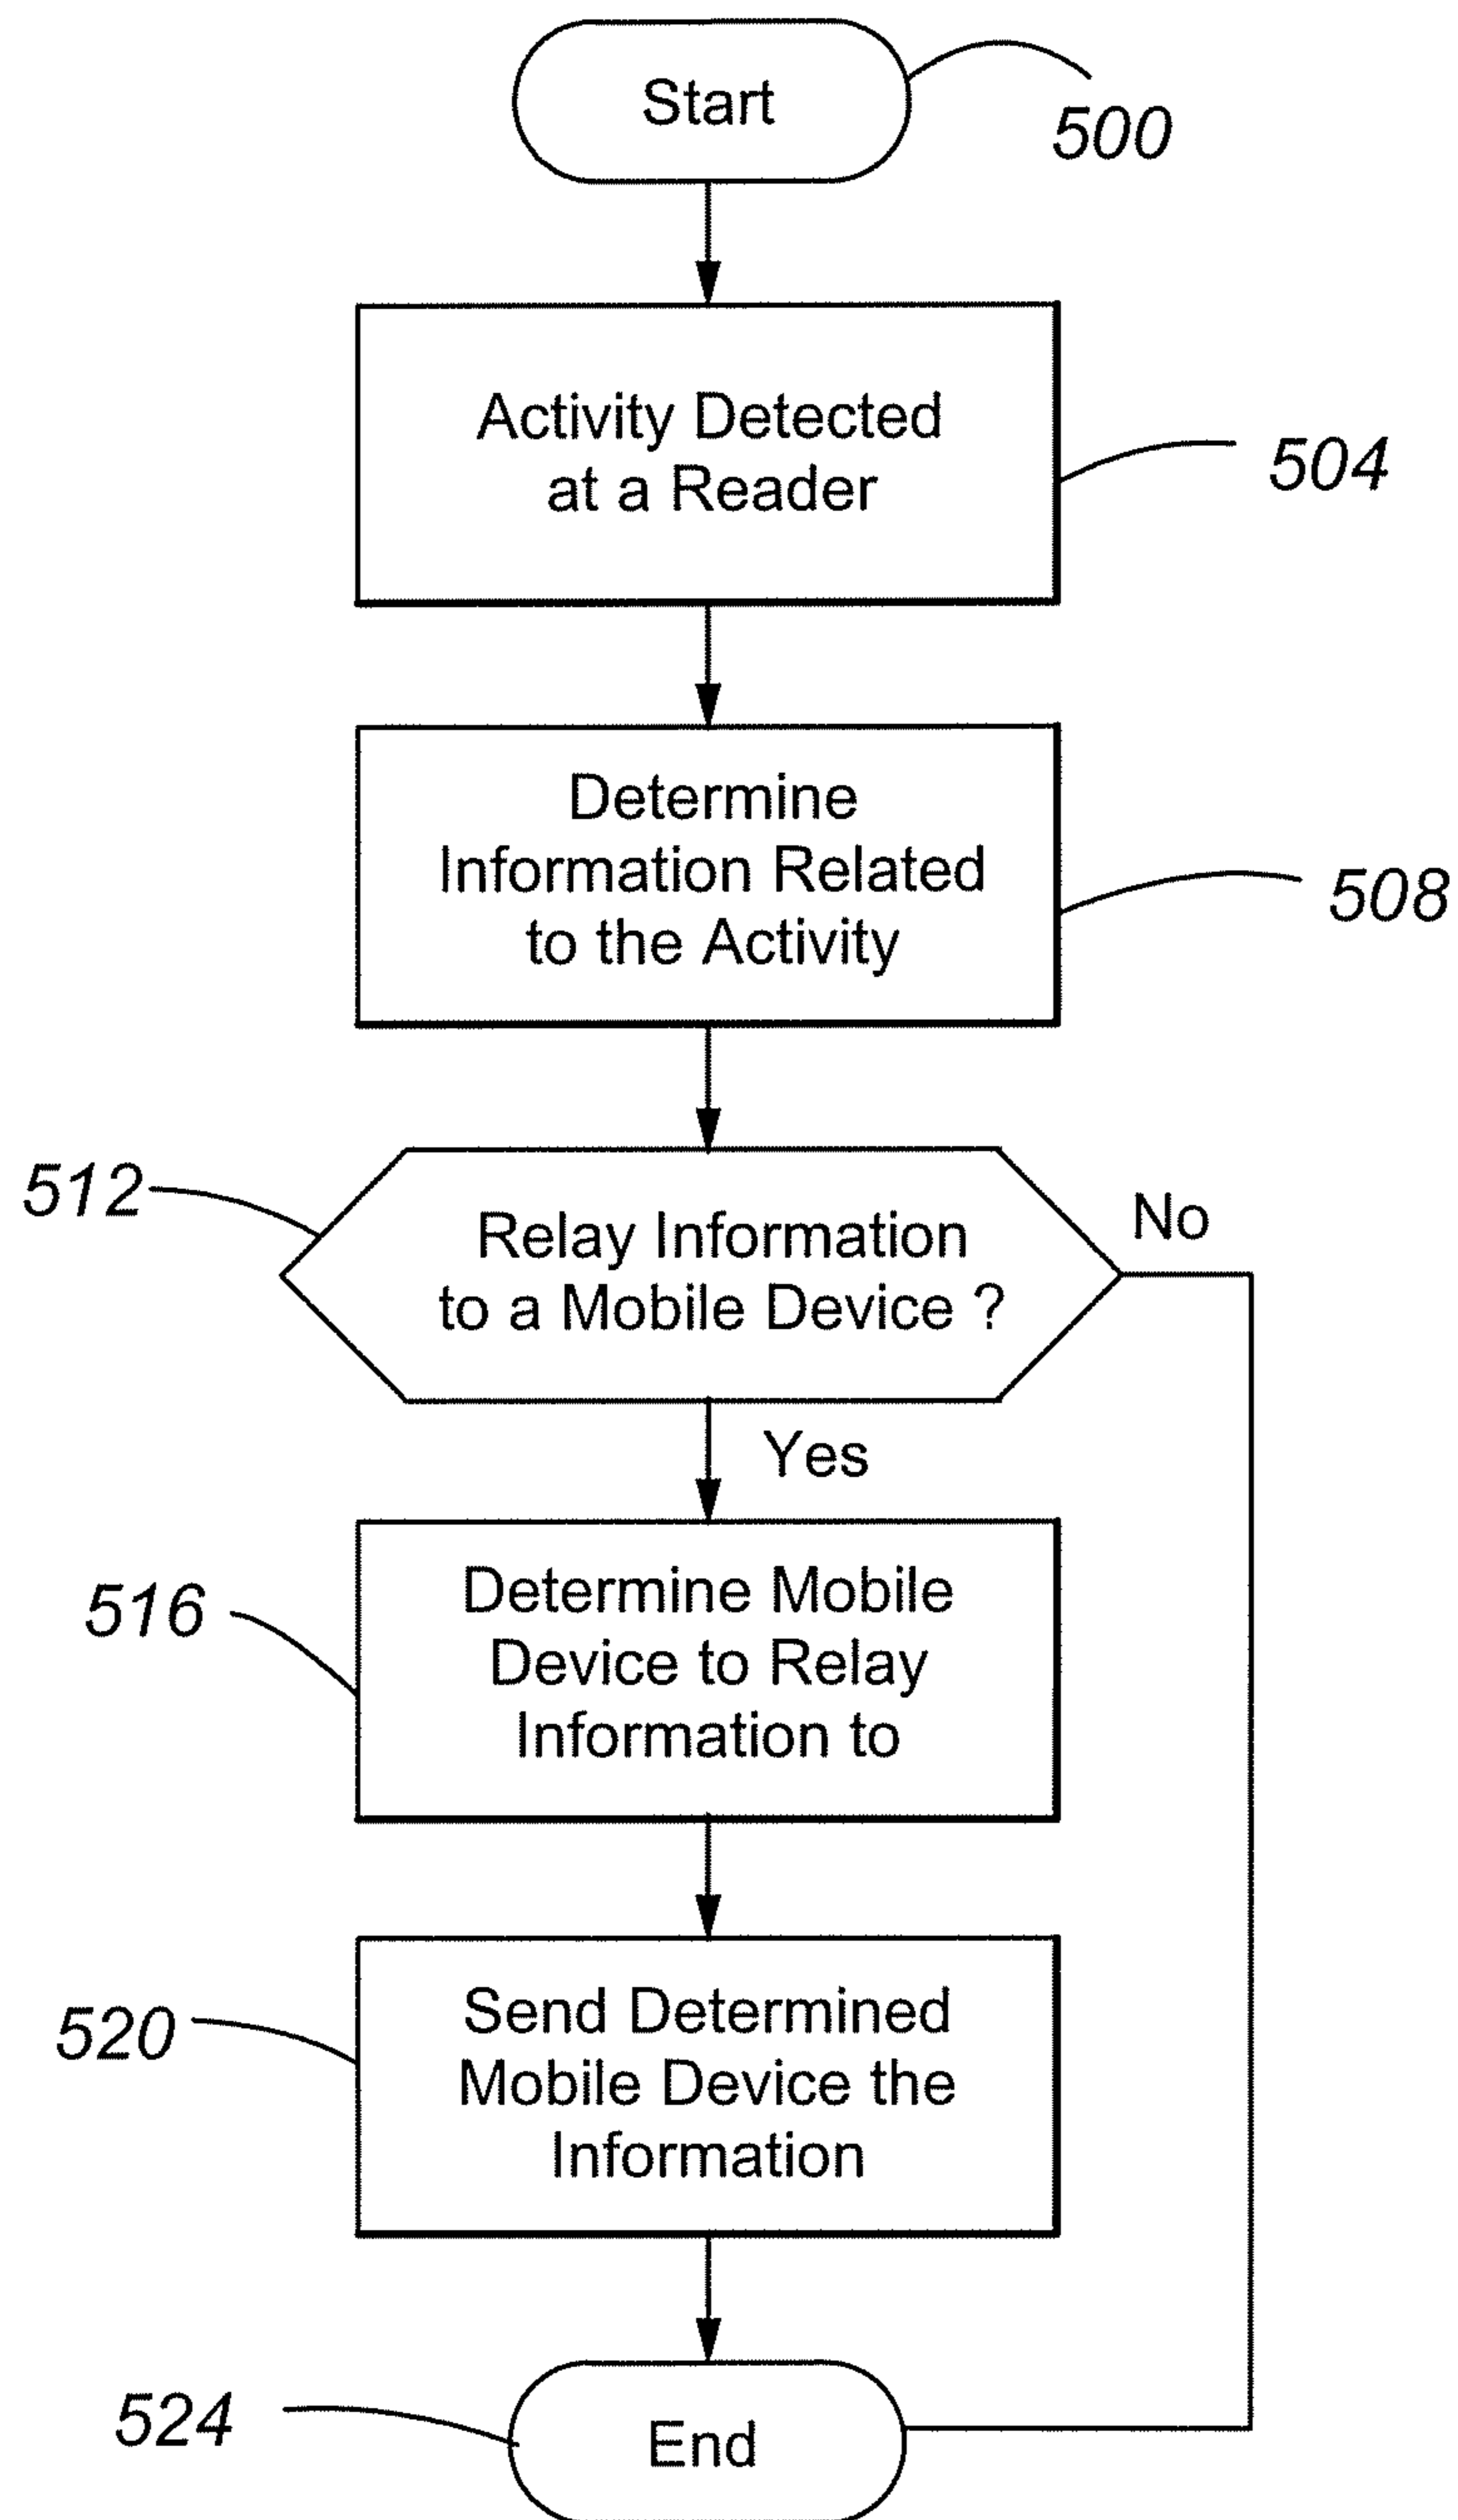 Start
500
Activity Detected
at a Reader
504
Determine
Information Related
to the Activity
508
512
Relay Information
to a Mobile Device ?
No
Yes
516
Determine Mobile
Device to Relay
Information to
520
Send Determined
Mobile Device the
Information
524
End